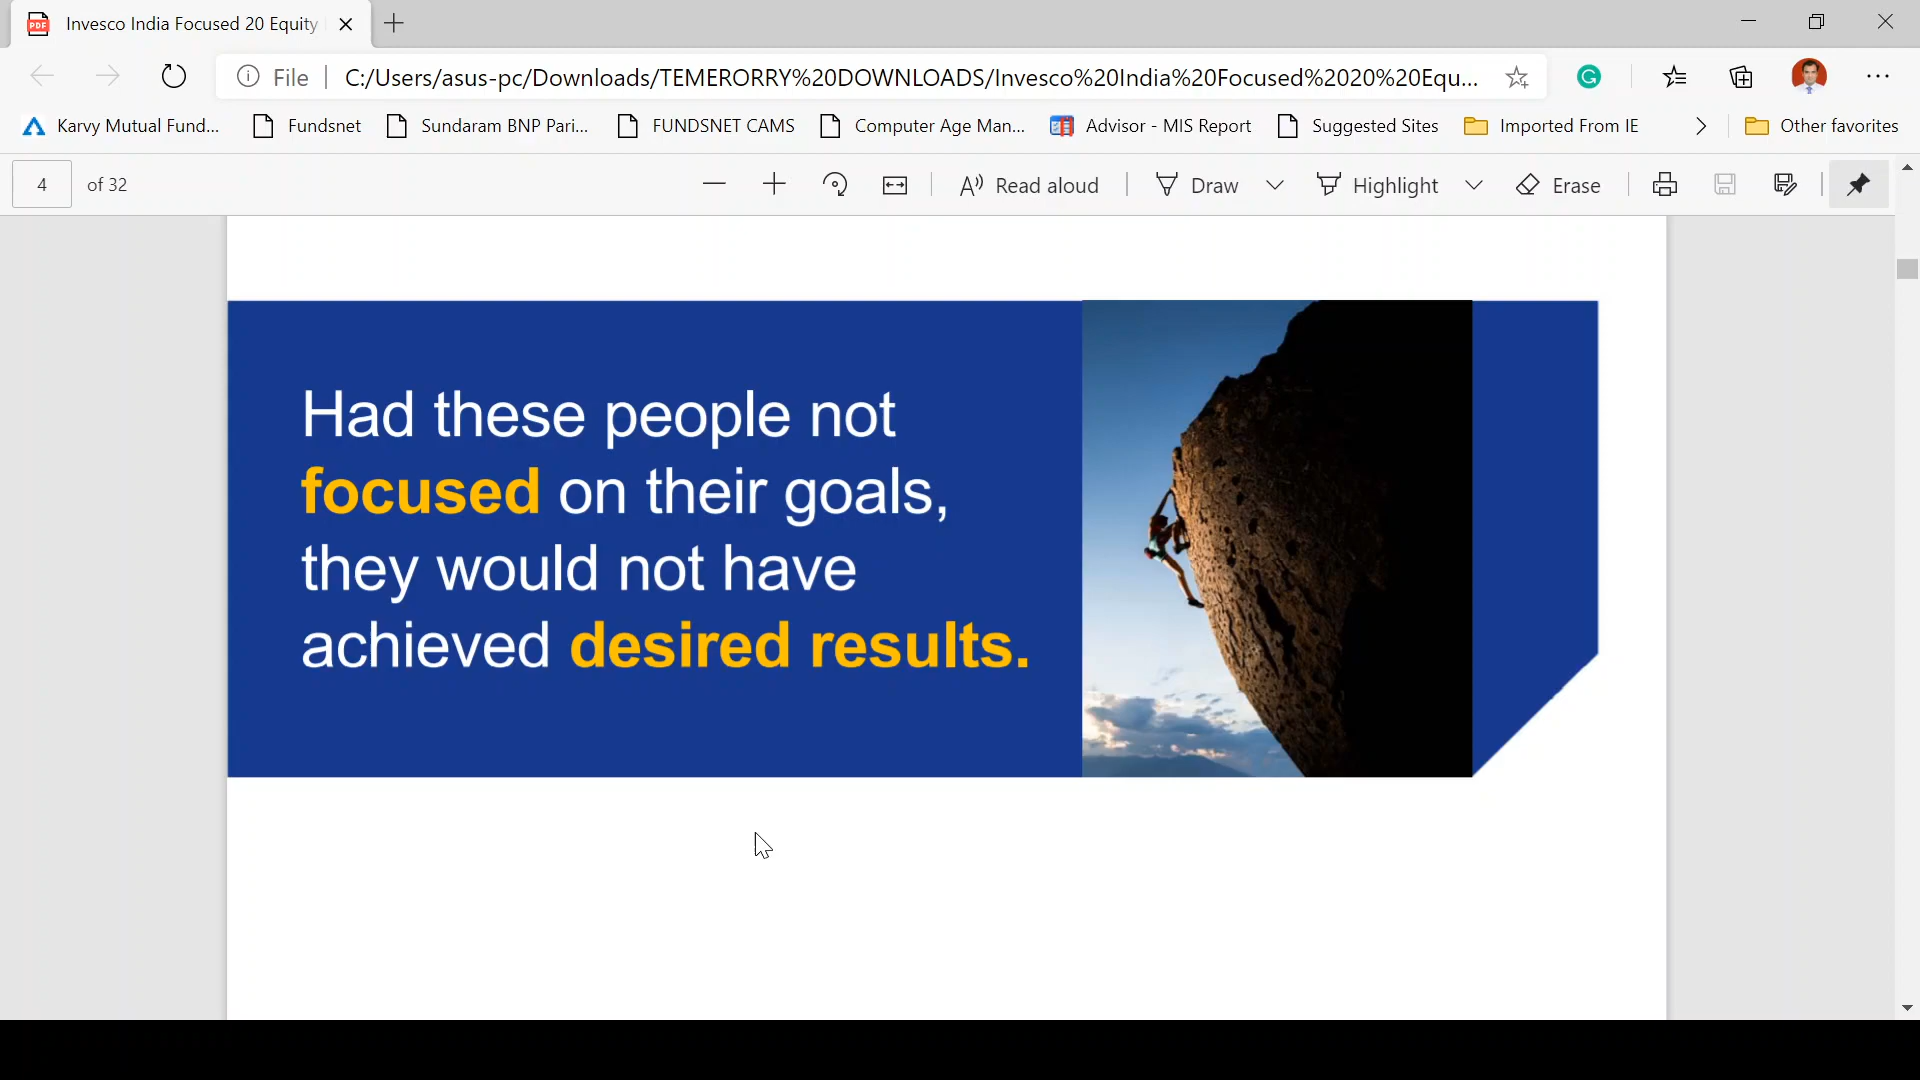 Invesco India Focused 20 Equity
File
C:/Users/asus-pc/Downloads/TEMERORRY%20DOWNLOADS/Invesco%20India%20Focused%2020%20Equ...
Karvy Mutual Fund...
Fundsnet
Sundaram BNP Pari...
FUNDSNET CAMS
Computer Age Man...
Advisor - MIS Report
Suggested Sites
Imported From IE
Other favorites
4 of 32
Read aloud
Draw
Highlight
Erase
Had these people not
focused on their goals,
they would not have
achieved desired results.